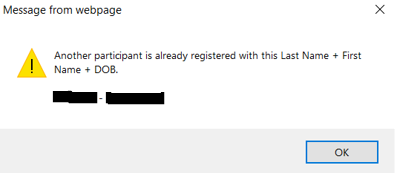 Message from webpage
Another participant is already registered with this Last Name + First
Name + DOB.
-
OK